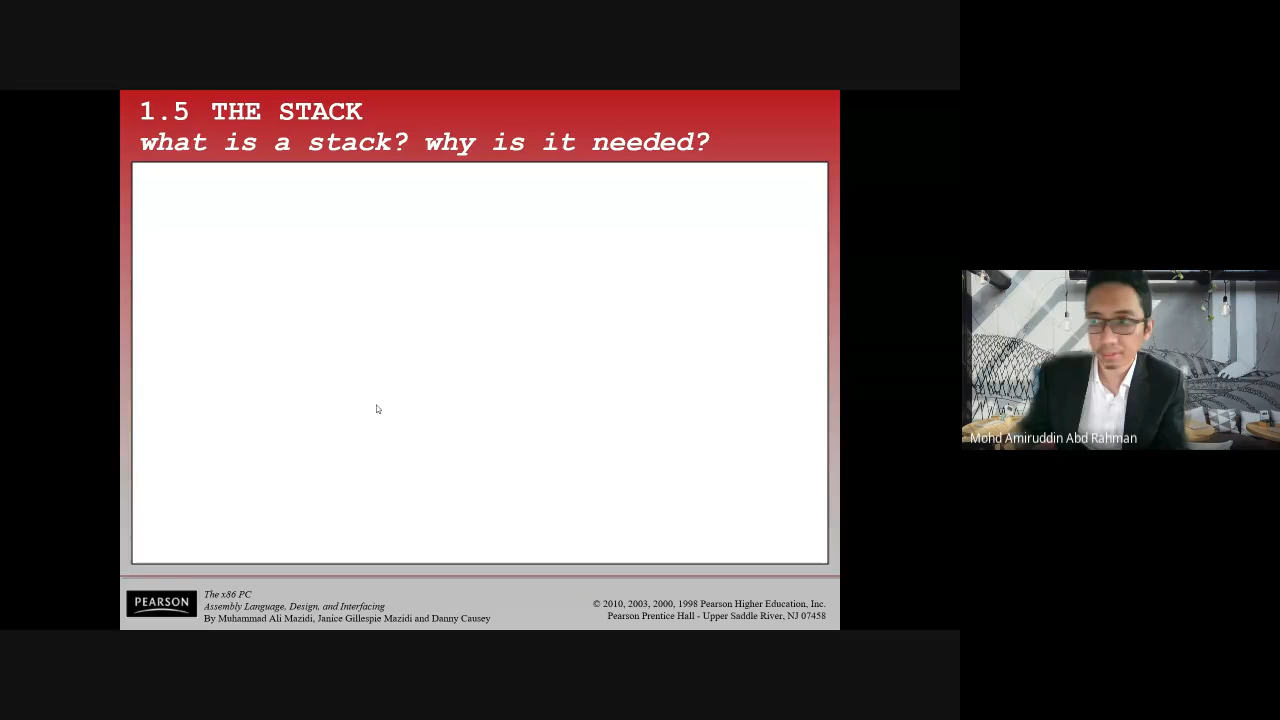 1.5 THE STACK
what is a stack? why is it needed?
Mohd Amiruddin Abd Rahman
PEARSON
The x86 PC
Assembly Language, Design, and Interfacing
By Muhammad Ali Mazidi, Janice Gillespie Mazidi and Danny Causey
© 2010, 2003, 2000, 1998 Pearson Higher Education, Inc.
Pearson Prentice Hall - Upper Saddle River, NJ 07458